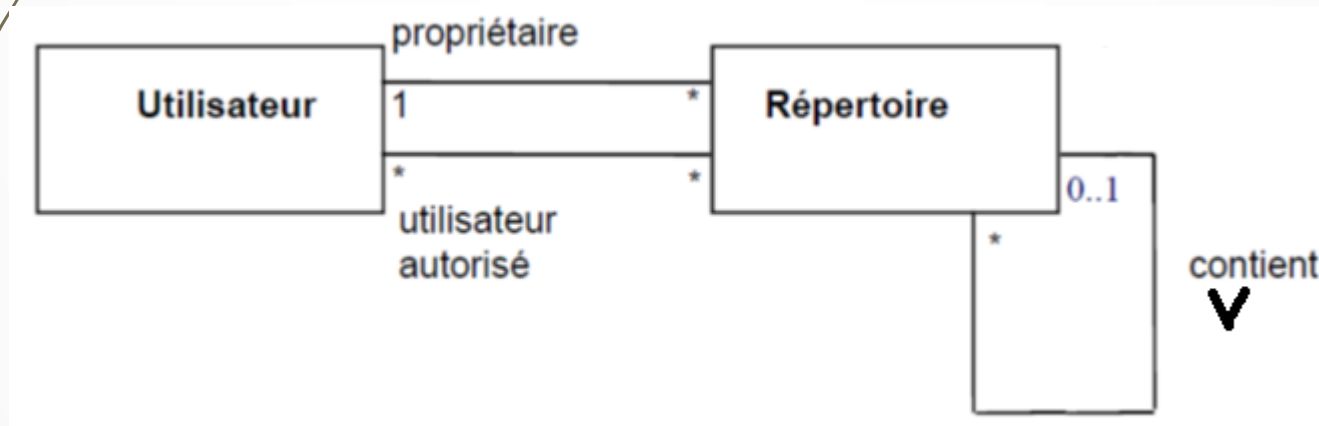 propriétaire
Utilisateur
1
*
Répertoire
*
*
utilisateur
autorisé
0..1
*
contient